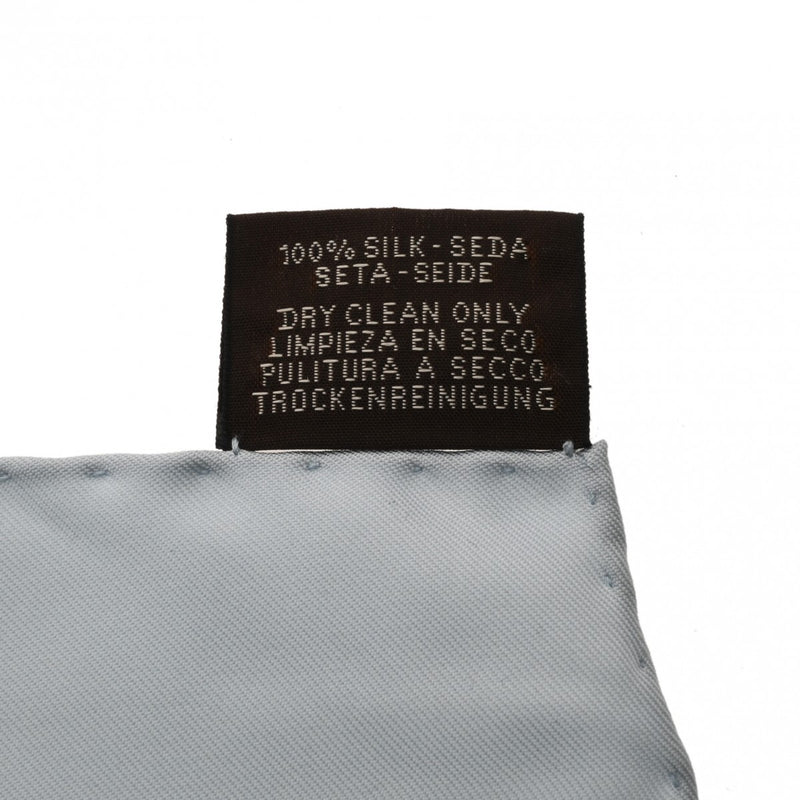 100% SILK - SEDA
SETA - SEIDE
DRY CLEAN ONLY
LIMPIEZA EN SECO
PULITURA A SECCO
TROCKENREINIGUNG